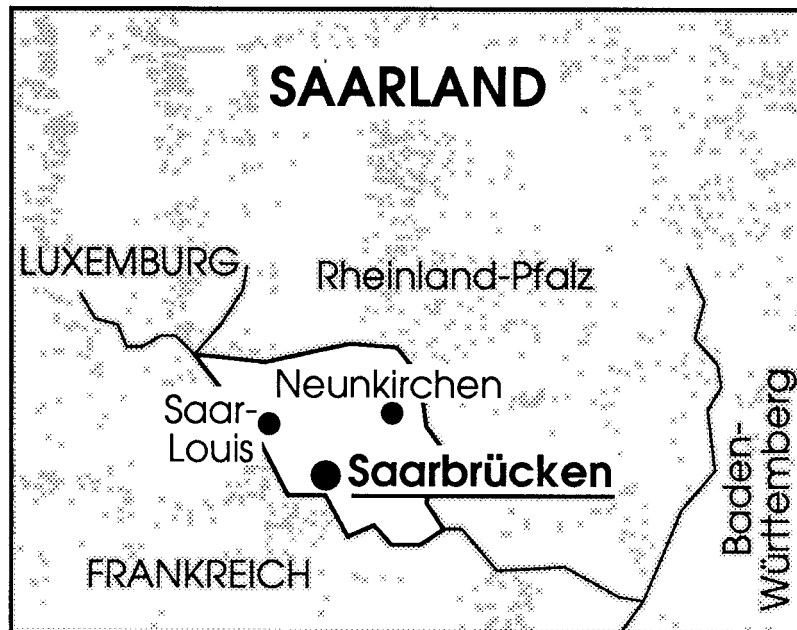 SAARLAND
LUXEMBURG
Rheinland-Pfalz
Neunkirchen
Saar-
Louis
Saarbrücken
FRANKREICH
Baden-
Württemberg